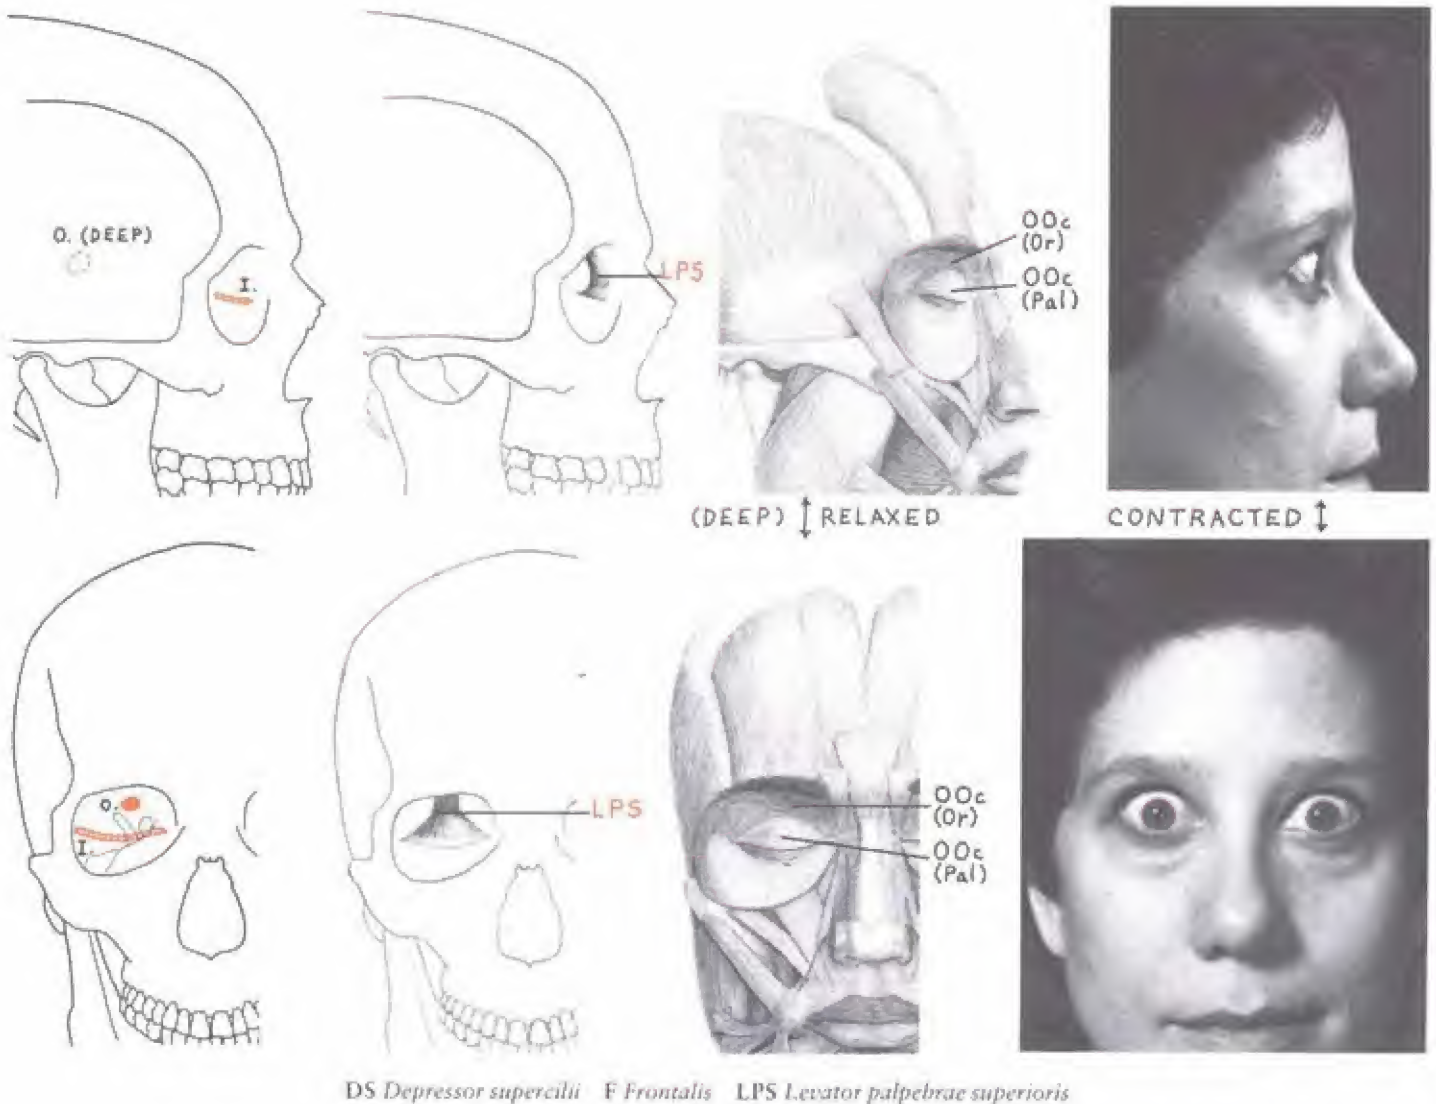 O. (DEEP)
I.
LPS
OOc
(Or)
OOc
(Pal)
(DEEP) RELAXED
CONTRACTED
O.
I.
LPS
OOc
(Or)
OOc
(Pal)
DS Depressor supercilii F Frontalis LPS Levator palpebrae superioris